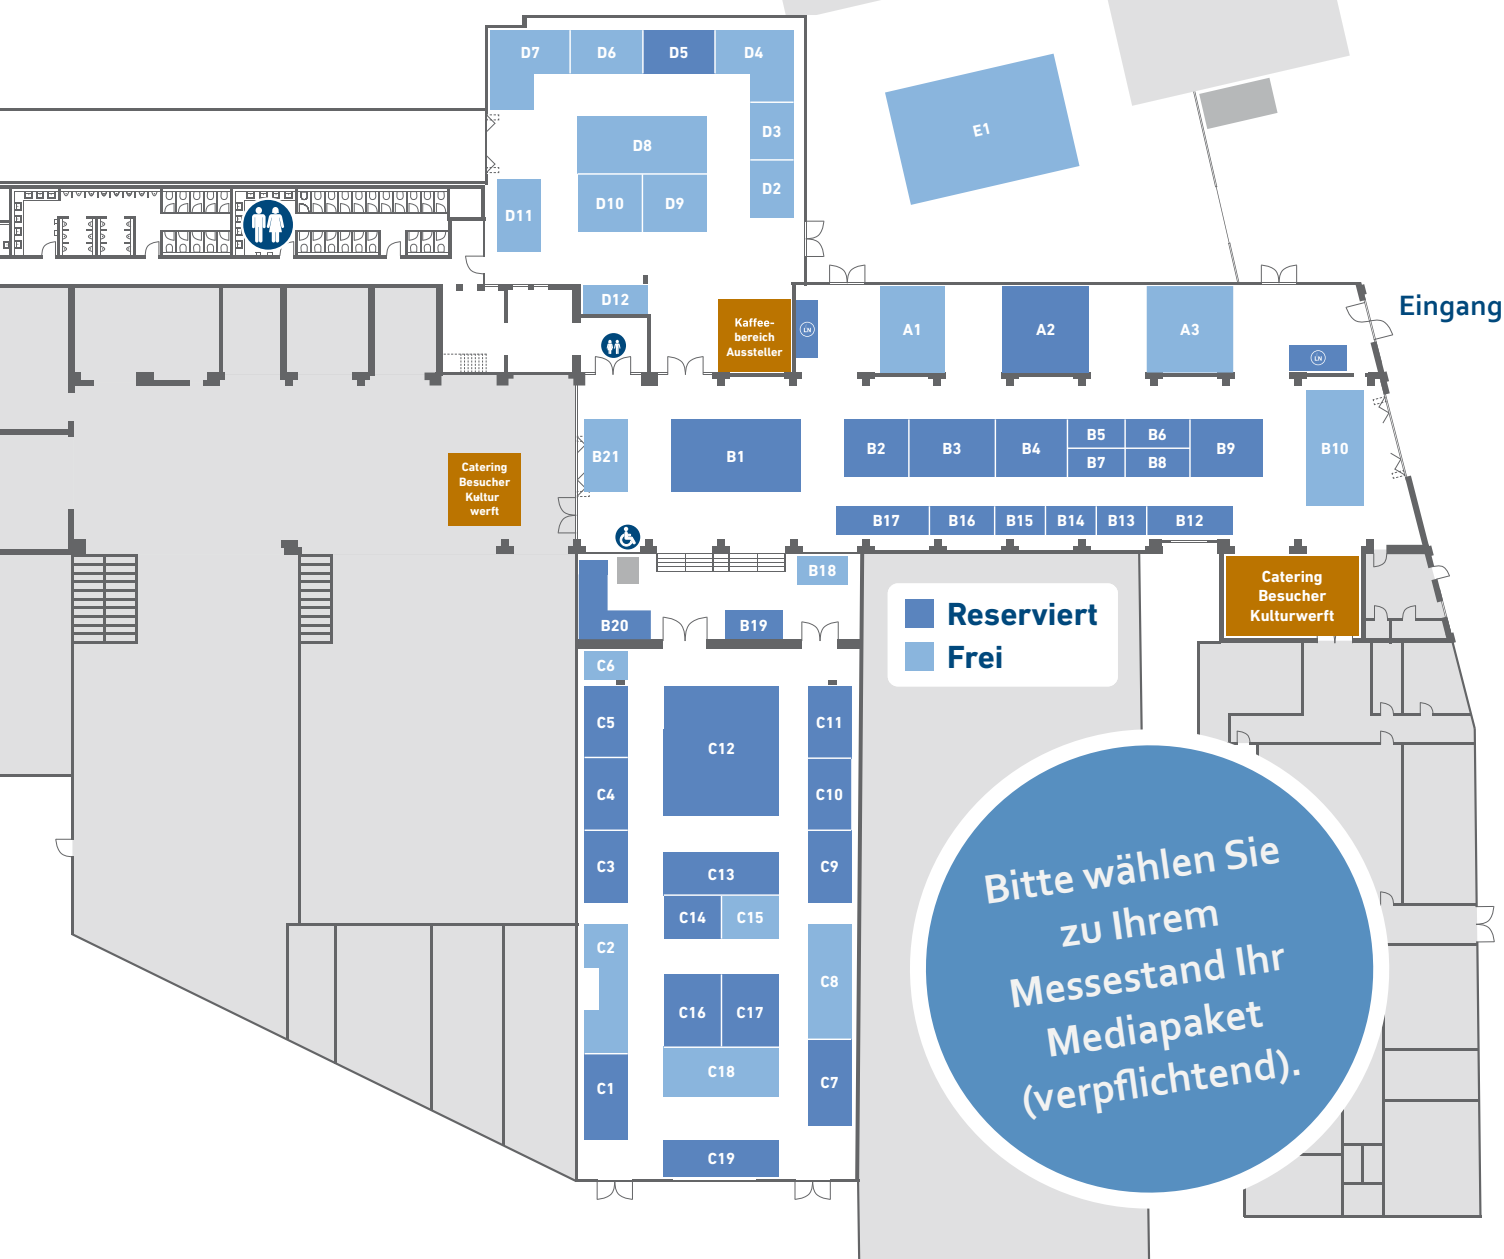 D7
D6
D5
D4
E1
D3
D8
D2
D10
D9
D11
D12
Kaffee-
bereich
Aussteller
LN
A1
A2
A3
LN
Eingang
B21
B1
B2
B3
B4
B5
B6
B7
B8
B9
B10
Catering
Besucher
Kultur
werft
B17
B16
B15
B14
B13
B12
B18
B20
B19
Catering
Besucher
Kulturwerft
Reserviert
Frei
C6
C5
C12
C11
C4
C10
C3
C13
C9
C14
C15
C2
C8
C16
C17
C18
C1
C7
C19
Bitte wählen Sie
zu Ihrem
Messestand Ihr
Mediapaket
(verpflichtend).